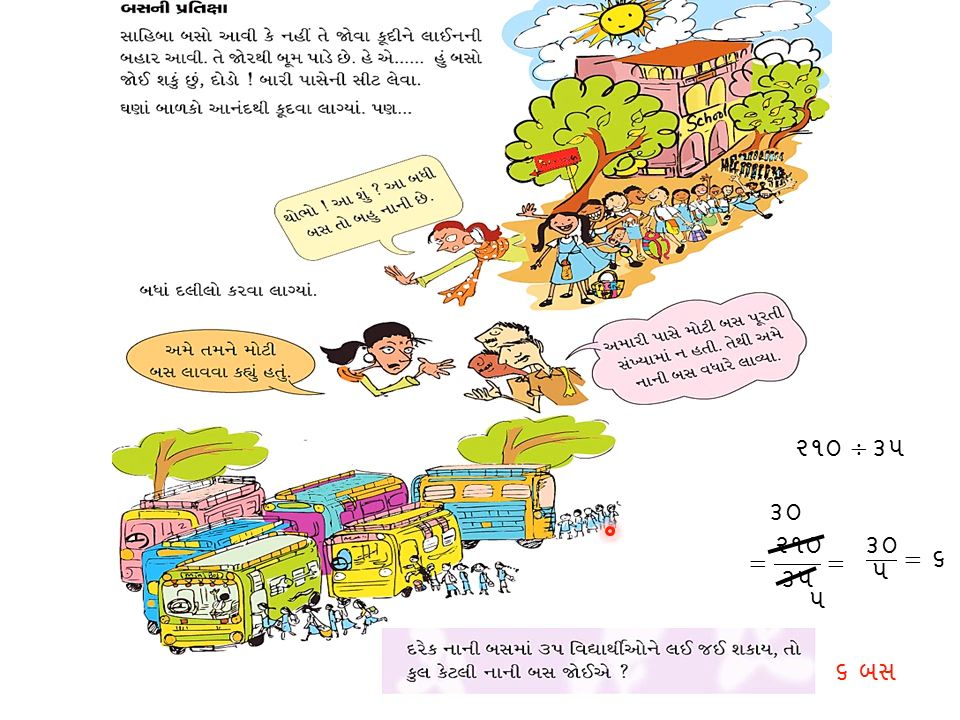 બસની પ્રતિક્ષા
સાહિબા બસો આવી કે નહીં તે જોવા કૂદીને લાઈનની
બહાર આવી. તે જોરથી બૂમ પાડે છે. હે એ...... હું બસો
જોઈ શકું છું, દોડો ! બારી પાસેની સીટ લેવા.
ઘણાં બાળકો આનંદથી કૂદવા લાગ્યાં. પણ...
School
થોભો ! આ શું ? આ બધી
બસ તો બહુ નાની છે.
બધાં દલીલો કરવા લાગ્યાં.
અમે તમને મોટી
બસ લાવવા કહ્યું હતું.
અમારી પાસે મોટી બસ પૂરતી
સંખ્યામાં ન હતી. તેથી અમે
નાની બસ વધારે લાવ્યા.
૨૧૦ ÷ ૩૫
૩૦
= ૨૧૦/૩૫ = ૩૦/૫ = ૬
૫
દરેક નાની બસમાં ૩૫ વિદ્યાર્થીઓને લઈ જઈ શકાય, તો
કુલ કેટલી નાની બસ જોઈએ ?
૬ બસ